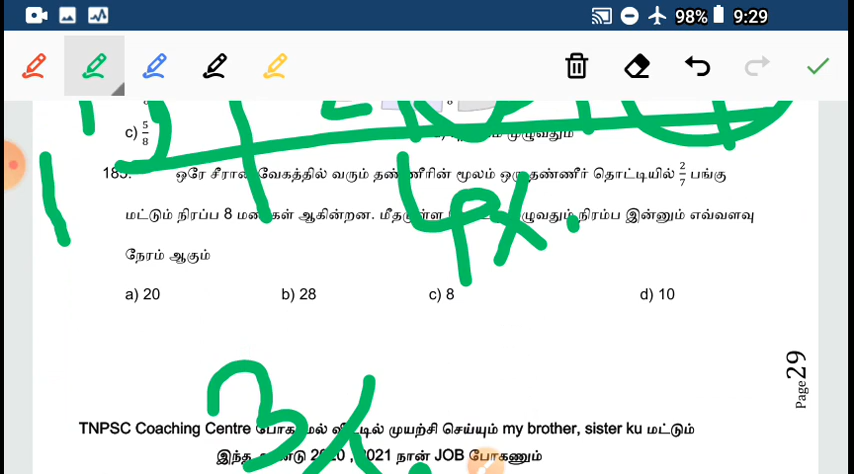 98% 9:29
c) 5/8
ஒரே சீரான வேகத்தில் வரும் தண்ணீரின் மூலம் ஒரு தண்ணீர் தொட்டியில் 2/7 பங்கு
மட்டும் நிரப்ப 8 மணிகள் ஆகின்றன. மீதமுள்ள நிரம்ப இன்னும் எவ்வளவு
நேரம் ஆகும்
a) 20 b) 28 c) 8 d) 10
Page 29
TNPSC Coaching Centre போகாமல் வீட்டில் முயற்சி செய்யும் my brother, sister ku மட்டும்
இந்த 2021 நான் JOB போகணும்